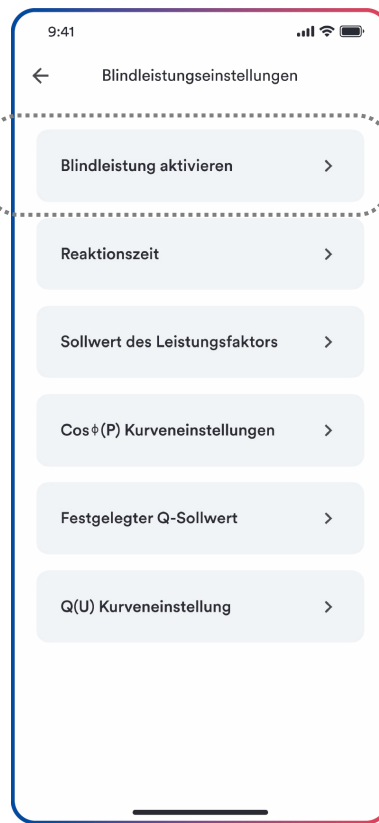 9:41
Blindleistungseinstellungen
Blindleistung aktivieren
Reaktionszeit
Sollwert des Leistungsfaktors
Cosϕ(P) Kurveneinstellungen
Festgelegter Q-Sollwert
Q(U) Kurveneinstellung